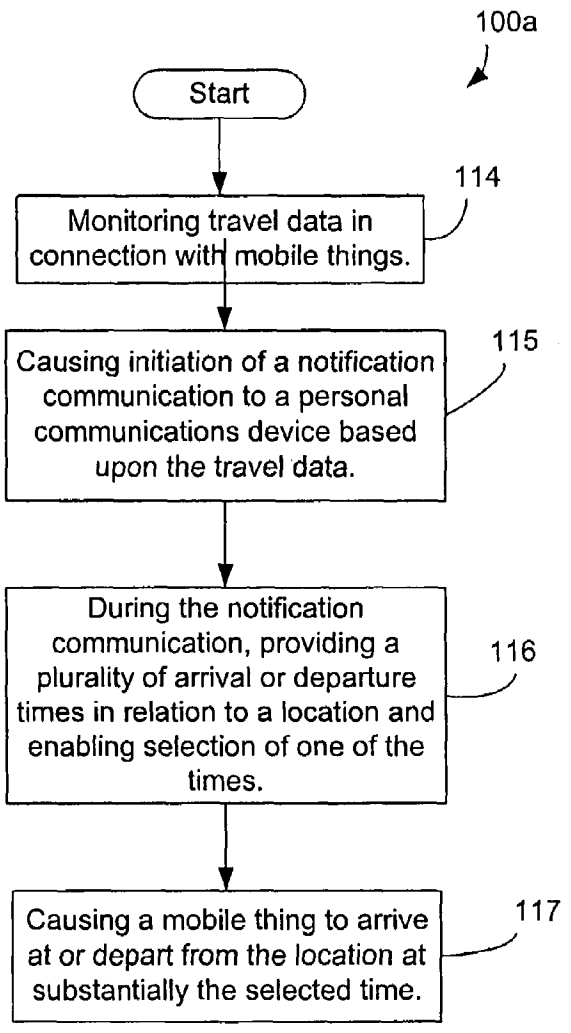 100a
Start
114
Monitoring travel data in
connection with mobile things.
115
Causing initiation of a notification
communication to a personal
communications device based
upon the travel data.
During the notification
communication, providing a
plurality of arrival or departure
times in relation to a location and
enabling selection of one of the
times.
116
Causing a mobile thing to arrive
at or depart from the location at
substantially the selected time.
117